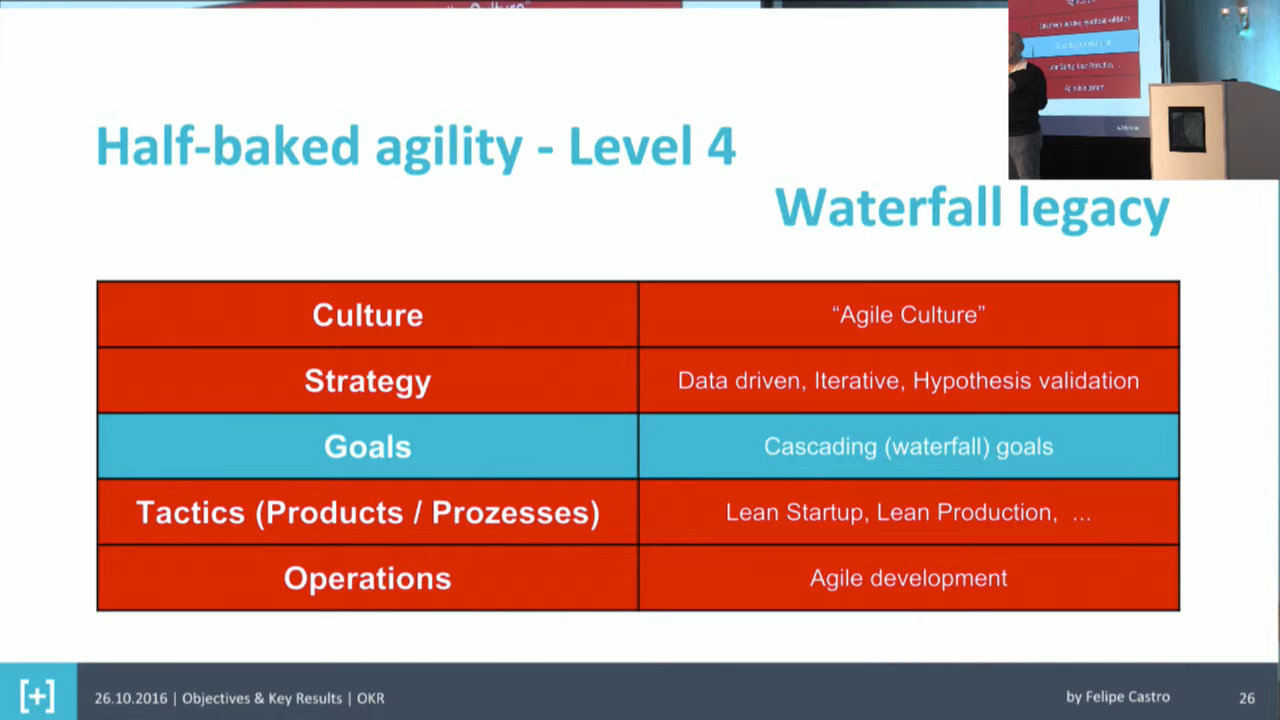 Culture"
Half-baked agility - Level 4
Waterfall legacy
Culture
“Agile Culture”
Strategy
Data driven, Iterative, Hypothesis validation
Goals
Cascading (waterfall) goals
Tactics (Products / Prozesses)
Lean Startup, Lean Production, ...
Operations
Agile development
[+]
26.10.2016 | Objectives & Key Results | OKR
by Felipe Castro
26